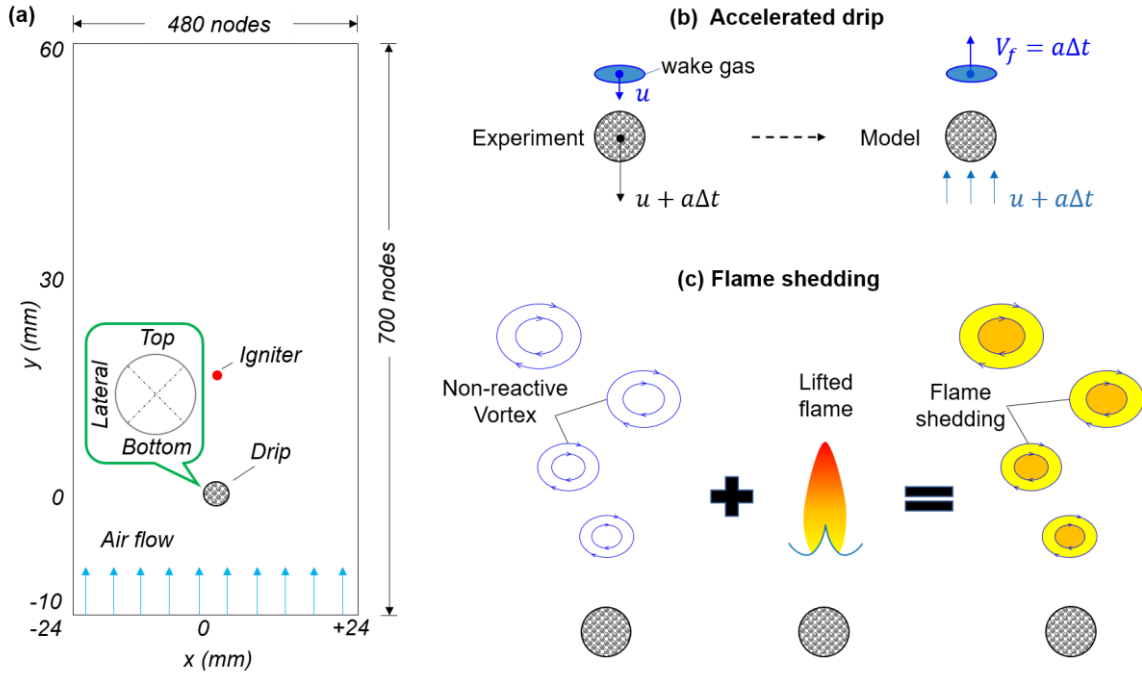 (a)
480 nodes
60
30
0
-10
y (mm)
700 nodes
Top
Lateral
Bottom
Igniter
Drip
Air flow
-24
0
+24
x (mm)
(b) Accelerated drip
wake gas
u
Experiment
u + aΔt
V_f = aΔt
Model
u + aΔt
(c) Flame shedding
Non-reactive
Vortex
Lifted
flame
Flame
shedding